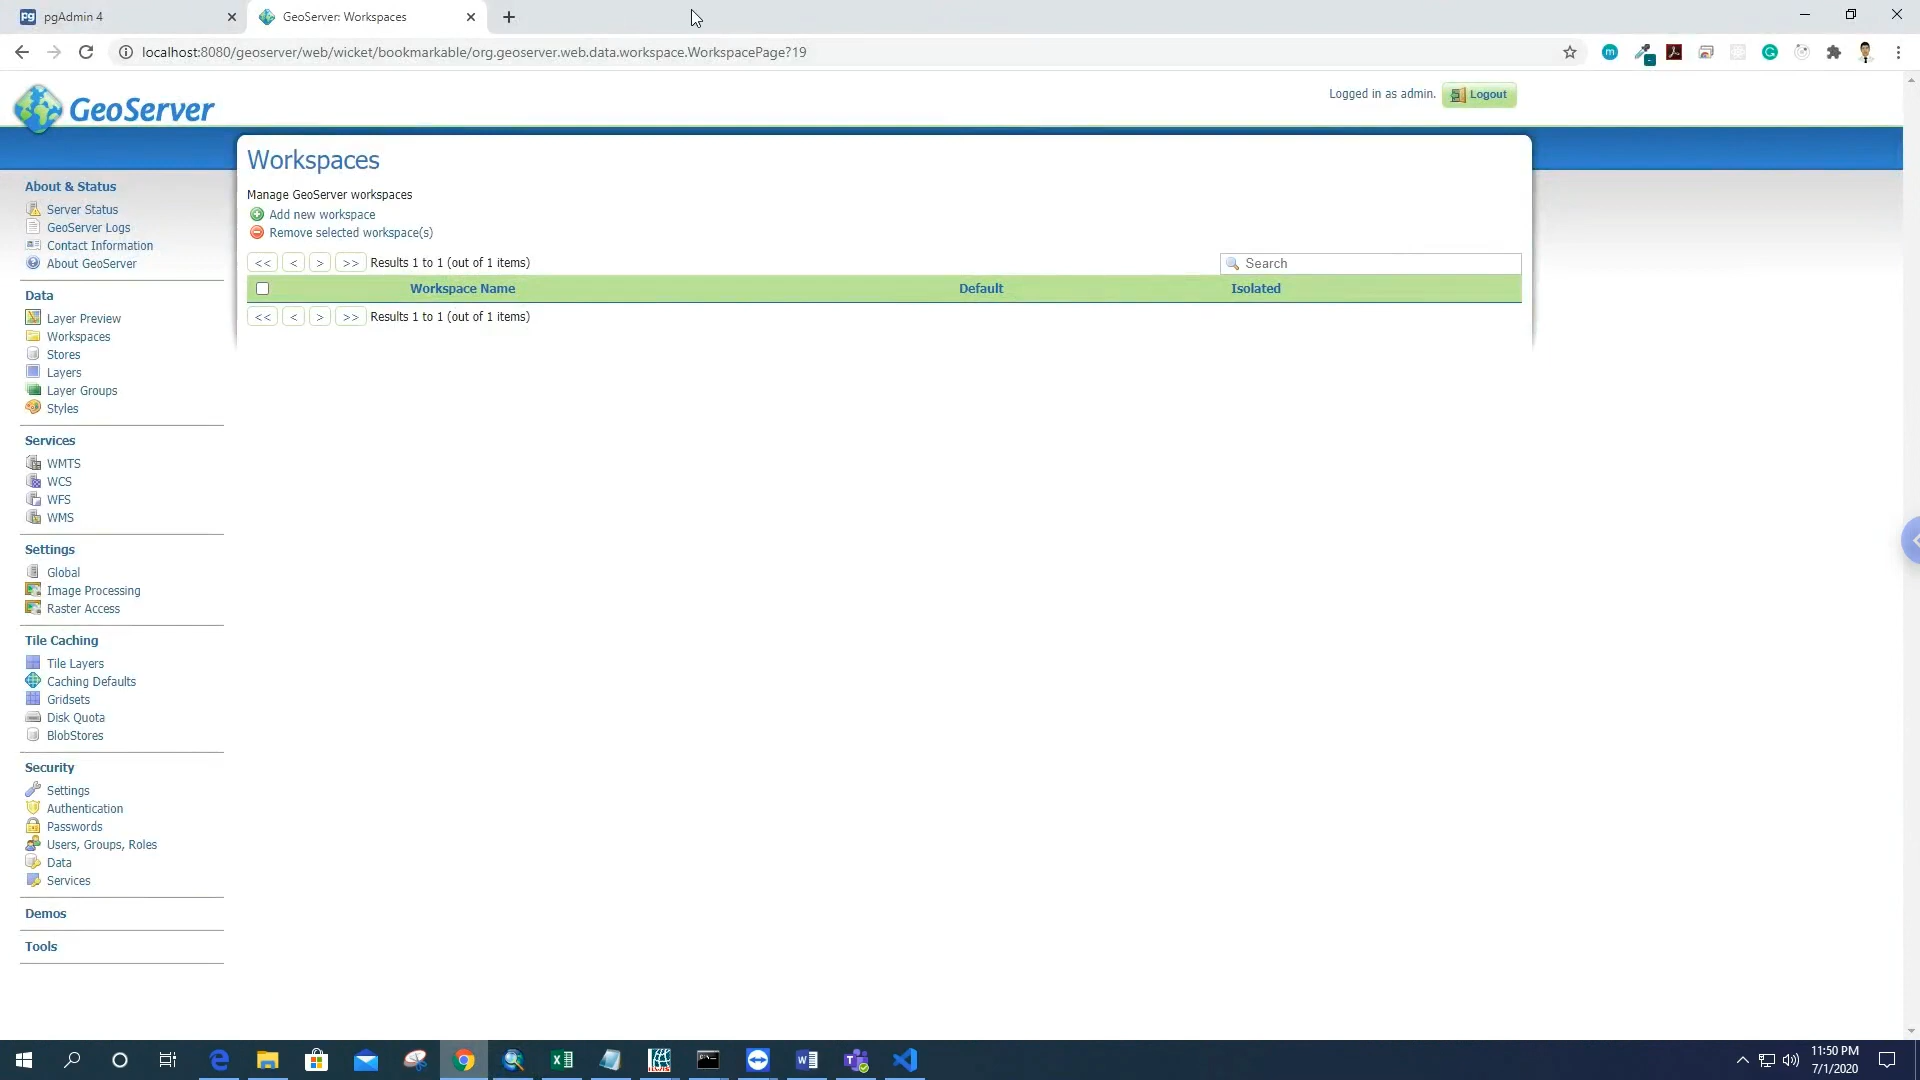 pgAdmin 4
GeoServer: Workspaces
localhost:8080/geoserver/web/wicket/bookmarkable/org.geoserver.web.data.workspace.WorkspacePage?19
GeoServer
Logged in as admin.
Logout
Workspaces
Manage GeoServer workspaces
Add new workspace
Remove selected workspace(s)
<< < > >> Results 1 to 1 (out of 1 items)
Search
Workspace Name Default Isolated
<< < > >> Results 1 to 1 (out of 1 items)
About & Status
Server Status
GeoServer Logs
Contact Information
About GeoServer
Data
Layer Preview
Workspaces
Stores
Layers
Layer Groups
Styles
Services
WMTS
WCS
WFS
WMS
Settings
Global
Image Processing
Raster Access
Tile Caching
Tile Layers
Caching Defaults
Gridsets
Disk Quota
BlobStores
Security
Settings
Authentication
Passwords
Users, Groups, Roles
Data
Services
Demos
Tools
11:50 PM
7/1/2020